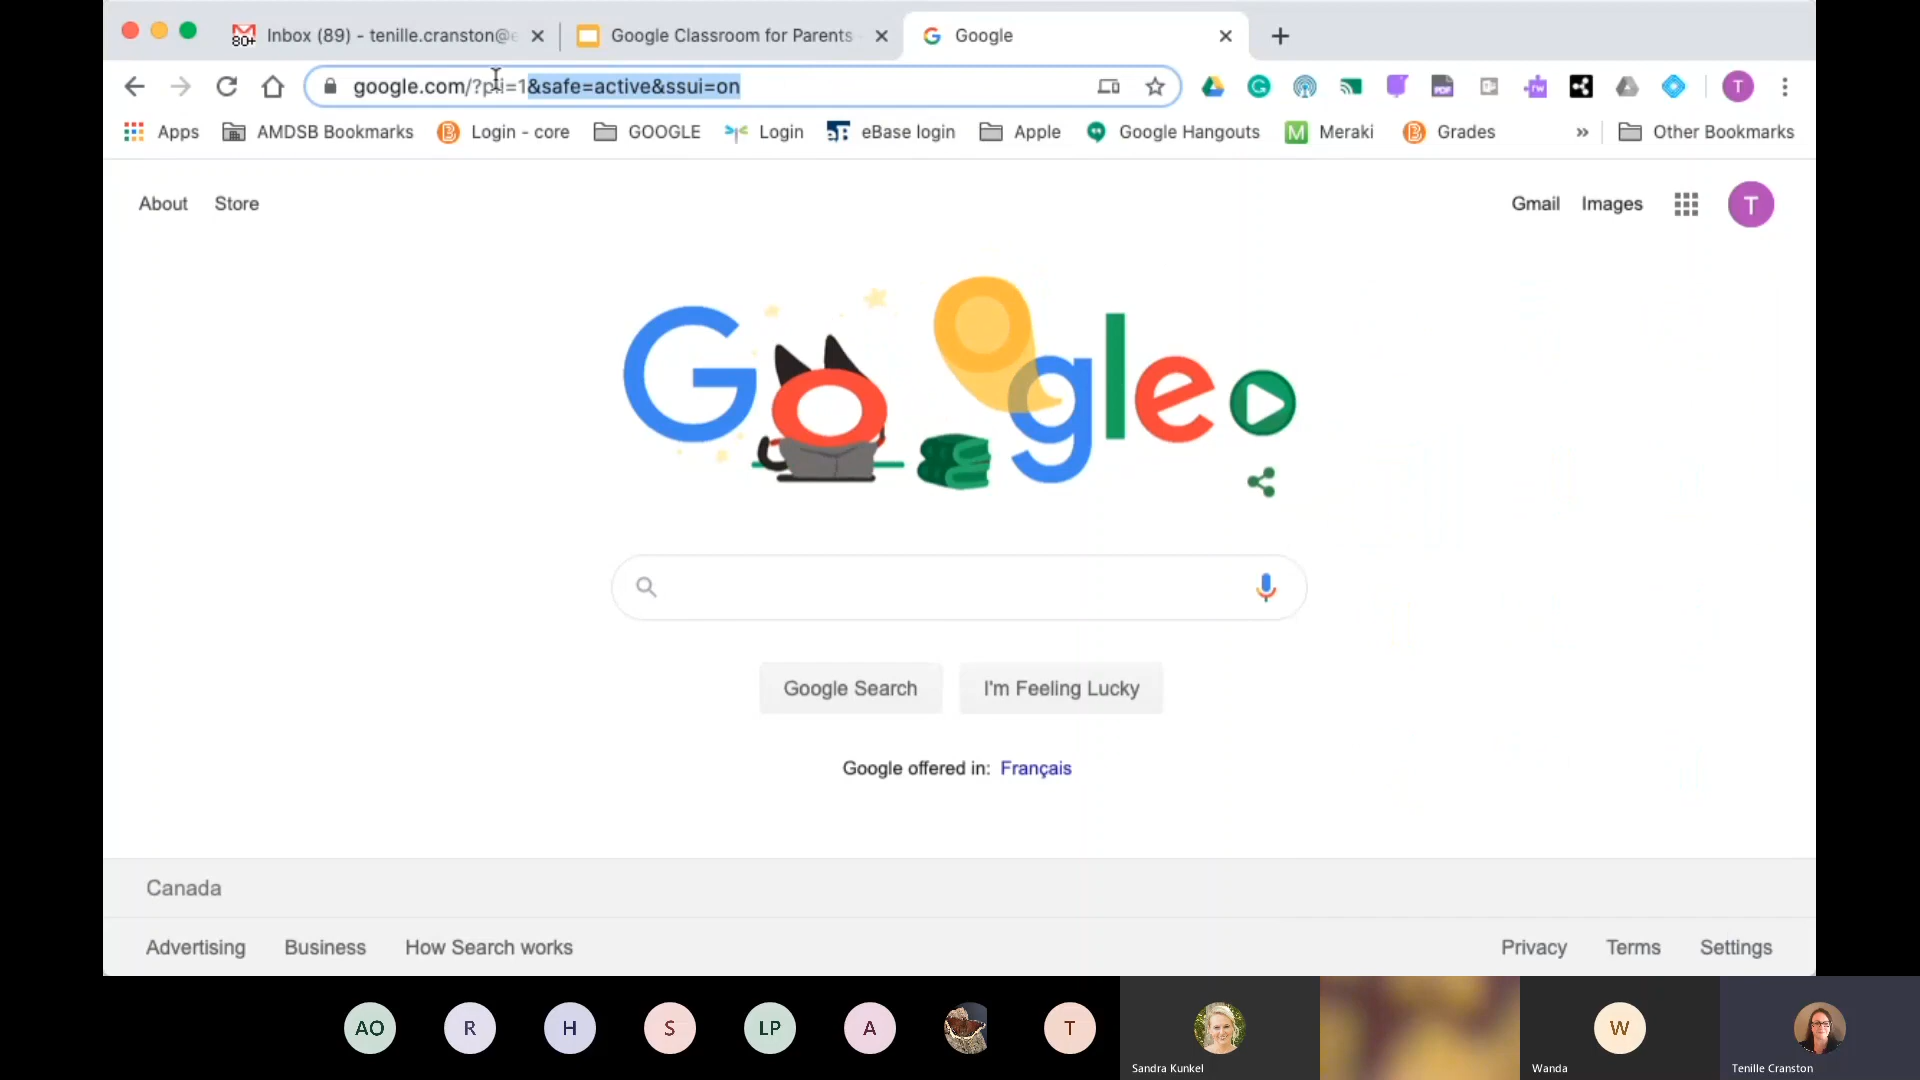 80+ Inbox (89) - tenille.cranston@e Google Classroom for Parents Google
google.com/?pli=1&safe=active&ssui=on
Apps AMDSB Bookmarks Login - core GOOGLE Login eBase login Apple Google Hangouts M Meraki Grades » Other Bookmarks
About Store Gmail Images T
Google
Google Search I'm Feeling Lucky
Google offered in: Français
Canada
Advertising Business How Search works Privacy Terms Settings
AO R H S LP A T W
Sandra Kunkel Wanda Tenille Cranston